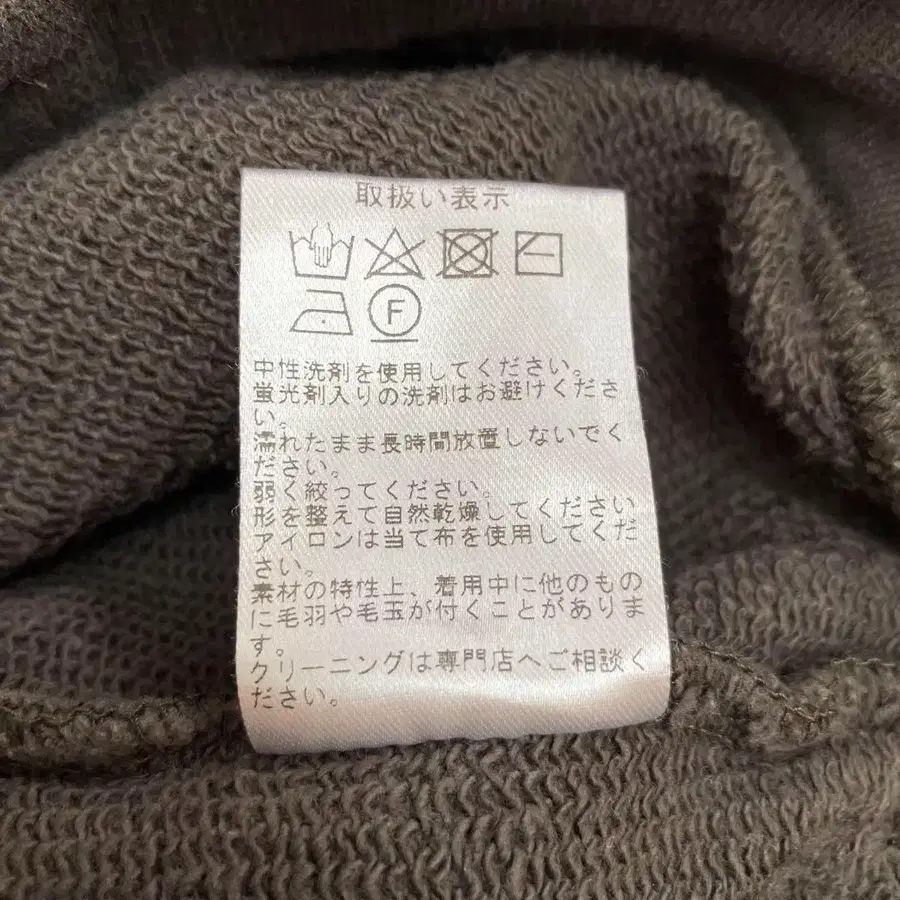 取扱い表示
F
中性洗剤を使用してください。
蛍光剤入りの洗剤はお避けくださ
い。
濡れたまま長時間放置しないでく
ださい。
弱く絞ってください。
形を整えて自然乾燥してください
アイロンは当て布を使用してくだ
さい。
素材の特性上、着用中に他のもの
に毛羽や毛玉が付くことがありま
す。
クリーニングは専門店へご相談く
ださい。